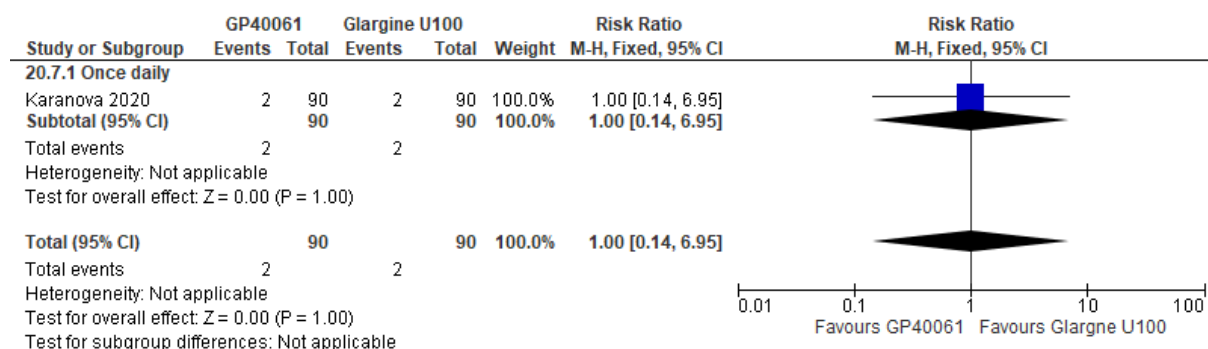 GP40061 Glargine U100 Risk Ratio Risk Ratio
Study or Subgroup Events Total Events Total Weight M-H, Fixed, 95% CI M-H, Fixed, 95% CI
20.7.1 Once daily
Karanova 2020 2 90 2 90 100.0% 1.00 [0.14, 6.95]
Subtotal (95% CI) 90 90 100.0% 1.00 [0.14, 6.95]
Total events 2 2
Heterogeneity: Not applicable
Test for overall effect: Z = 0.00 (P = 1.00)
Total (95% CI) 90 90 100.0% 1.00 [0.14, 6.95]
Total events 2 2
Heterogeneity: Not applicable
Test for overall effect: Z = 0.00 (P = 1.00)
Test for subgroup differences: Not applicable
0.01 0.1 1 10 100
Favours GP40061 Favours Glargne U100